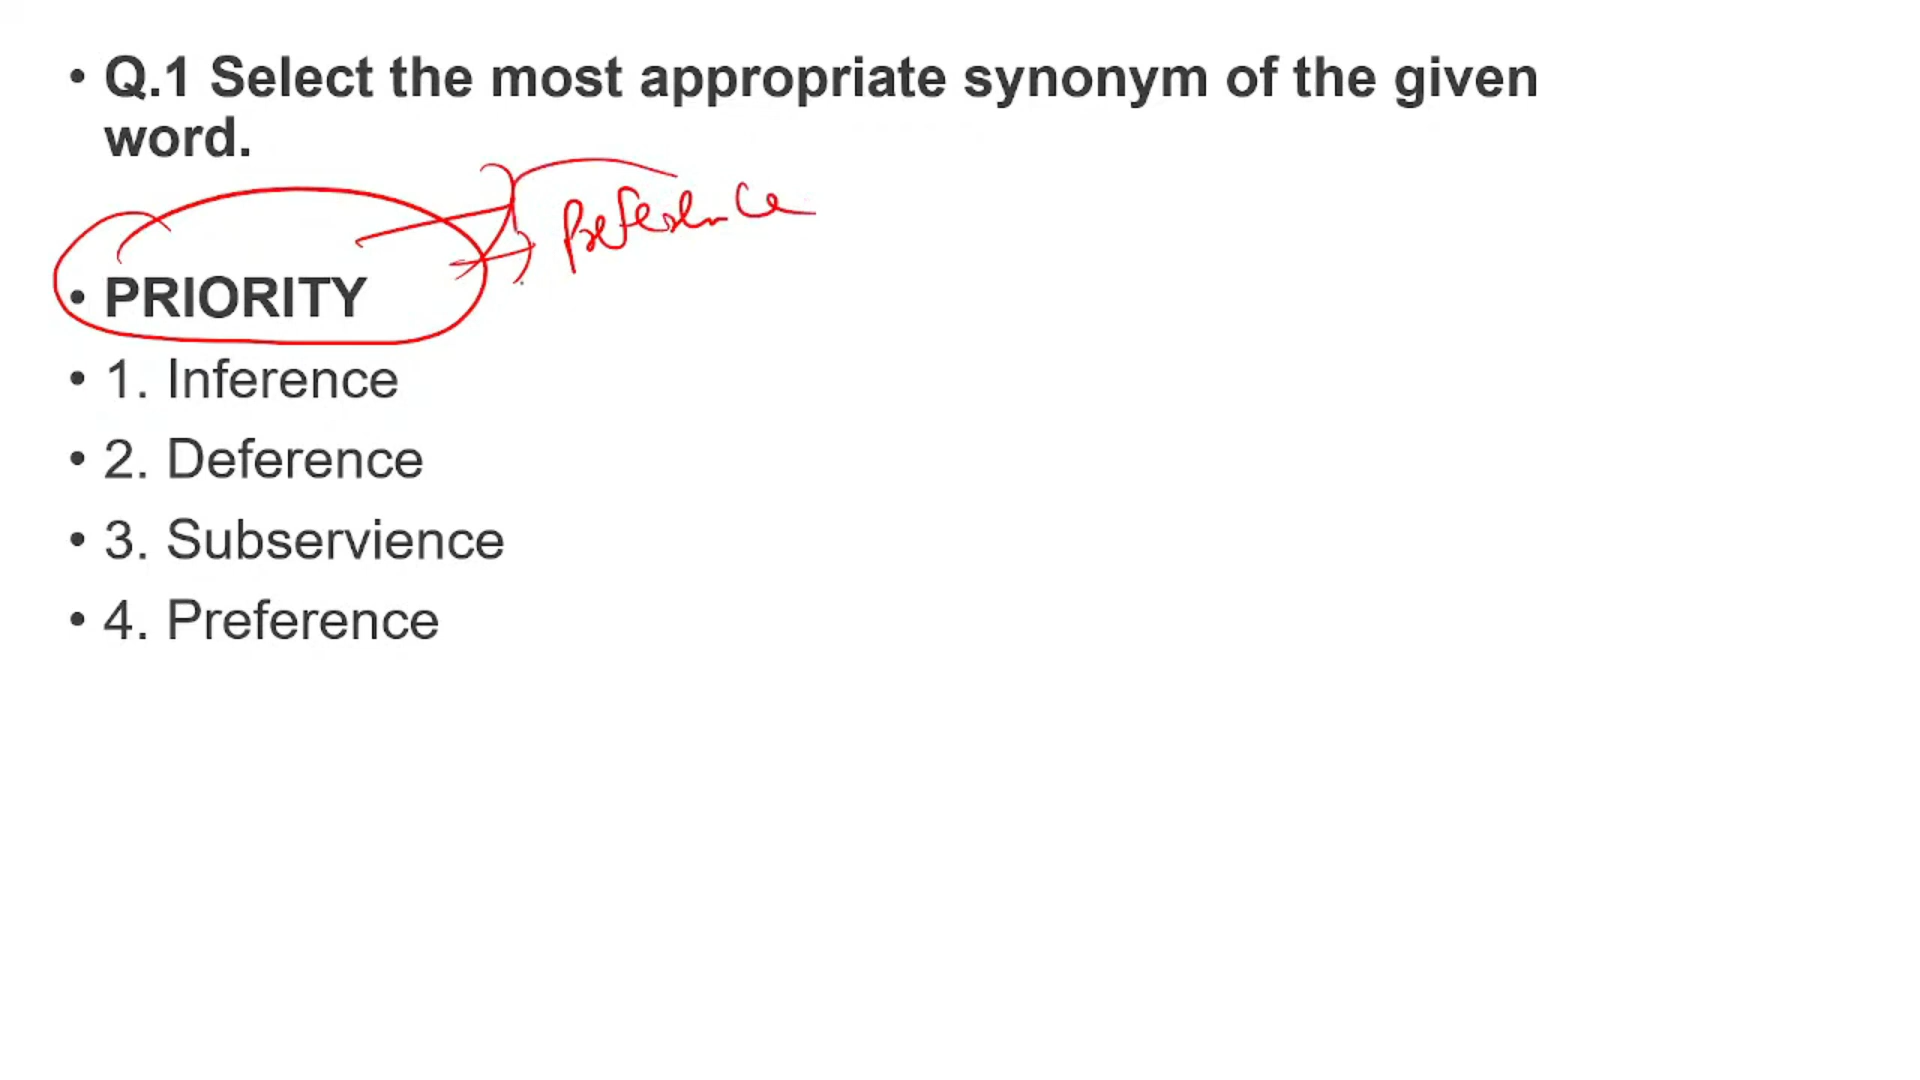 • Q.1 Select the most appropriate synonym of the given
word.
Preference
• PRIORITY
• 1. Inference
• 2. Deference
• 3. Subservience
• 4. Preference